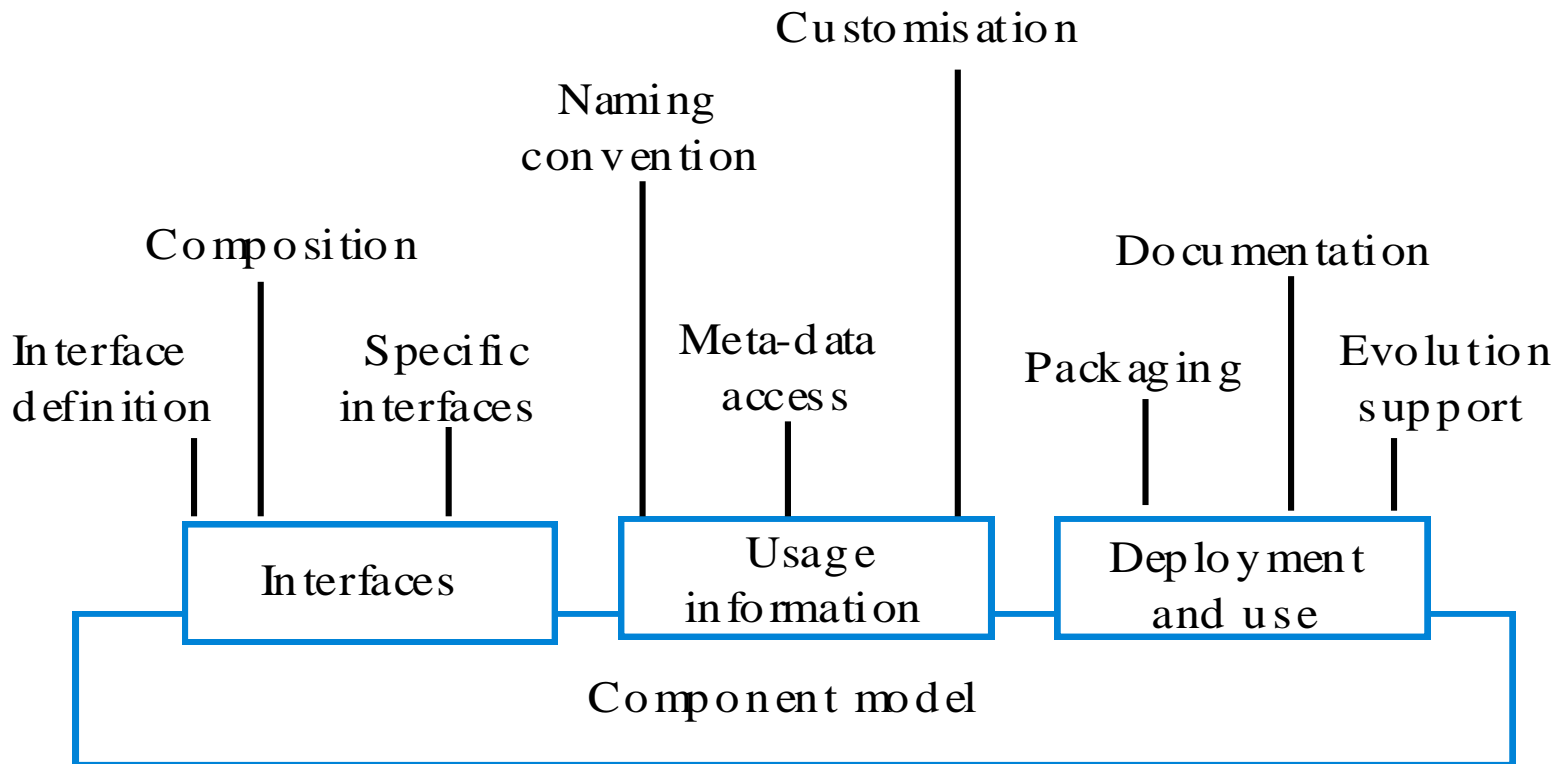 Customisation
Naming
convention
Composition
Documentation
Interface
definition
Specific
interfaces
Meta-data
access
Packaging
Evolution
support
Interfaces
Usage
information
Deployment
and use
Component model